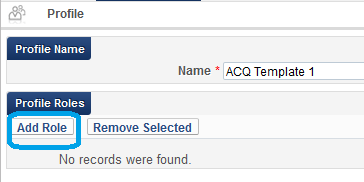 Profile
Profile Name
Name * ACQ Template 1
Profile Roles
Add Role Remove Selected
No records were found.